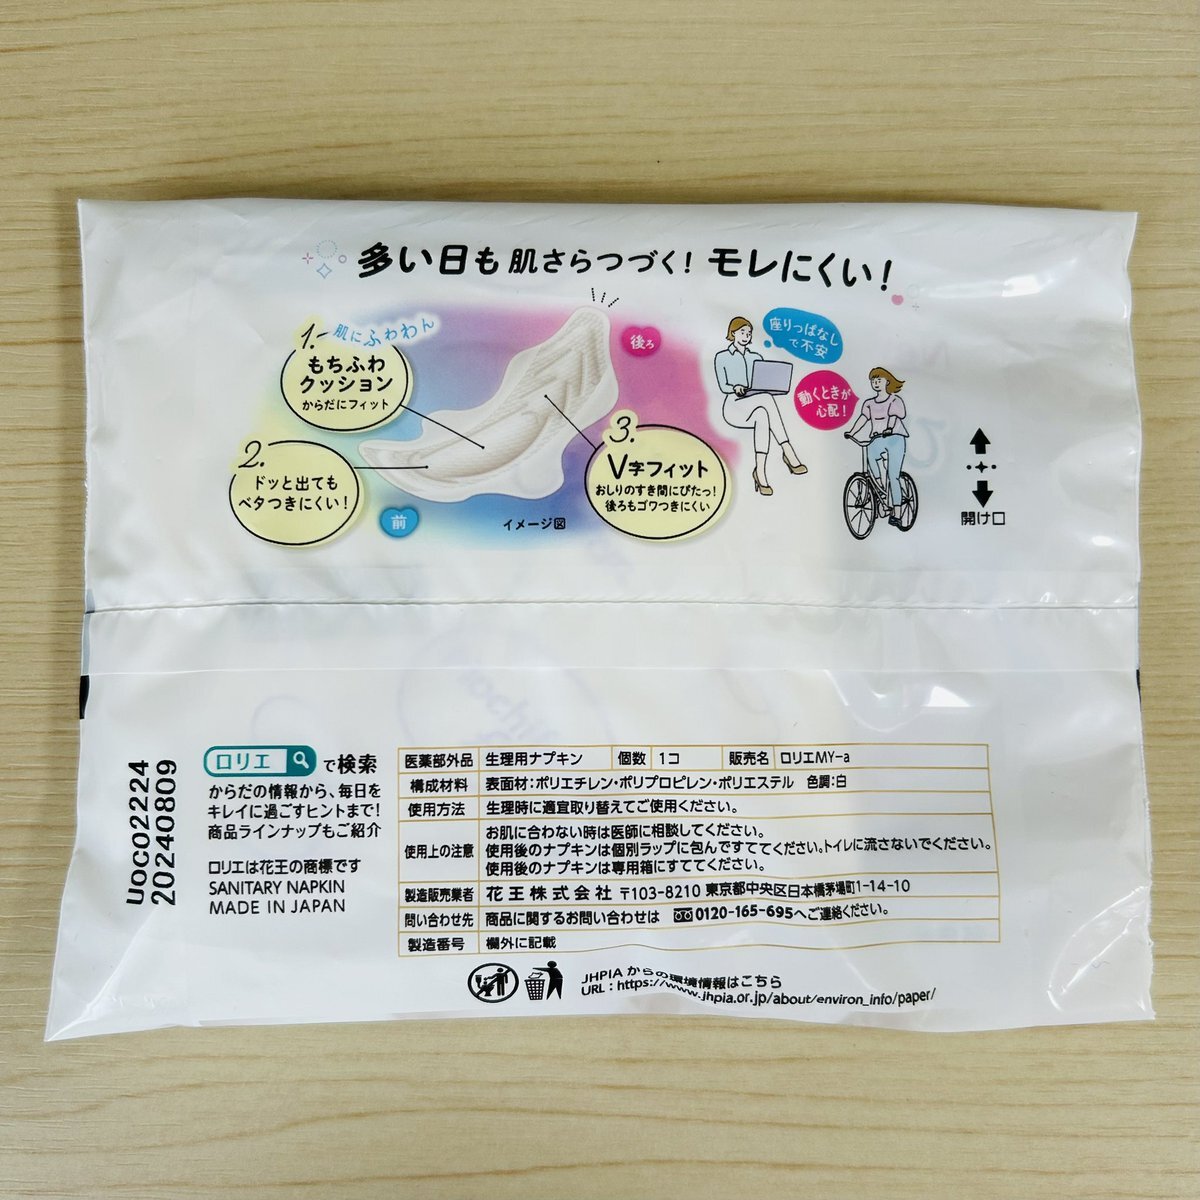 多い日も 肌さらつづく! モレにくい!
1.
肌にふわわん
もちふわ
クッション
からだにフィット
2.
ドッと出ても
ベタつきにくい!
3.
V字フィット
おしりのすき間にぴたっ!
後ろもゴワつきにくい
後ろ
前
イメージ図
座りっぱなし
で不安
動くときが
心配!
開け口
U0C02224
20240809
ロリエ で検索
からだの情報から、毎日を
キレイに過ごすヒントまで!
商品ラインナップもご紹介
ロリエは花王の商標です
SANITARY NAPKIN
MADE IN JAPAN
医薬部外品 生理用ナプキン 個数 1コ 販売名 ロリエMY-a
構成材料 表面材:ポリエチレン・ポリプロピレン・ポリエステル 色調:白
使用方法 生理時に適宜取り替えてご使用ください。
使用上の注意 お肌に合わない時は医師に相談してください。
使用後のナプキンは個別ラップに包んですててください。トイレに流さないでください。
使用後のナプキンは専用箱にすててください。
製造販売業者 花王株式会社 〒103-8210 東京都中央区日本橋茅場町1-14-10
問い合わせ先 商品に関するお問い合わせは 0120-165-695へご連絡ください。
製造番号 欄外に記載
JHPIA からの環境情報はこちら
URL : https://www.jhpia.or.jp/about/environ_info/paper/